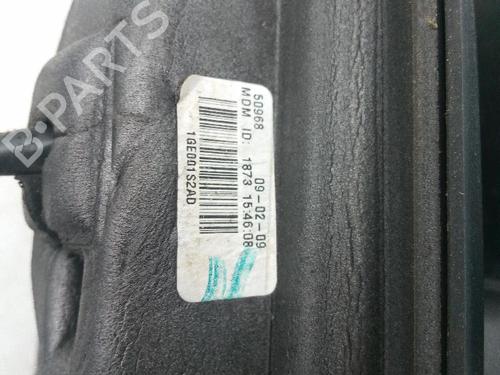 B-PARTS
50968 09-02-09
MDM ID: 1873 15:46:08
1GE001S2AD